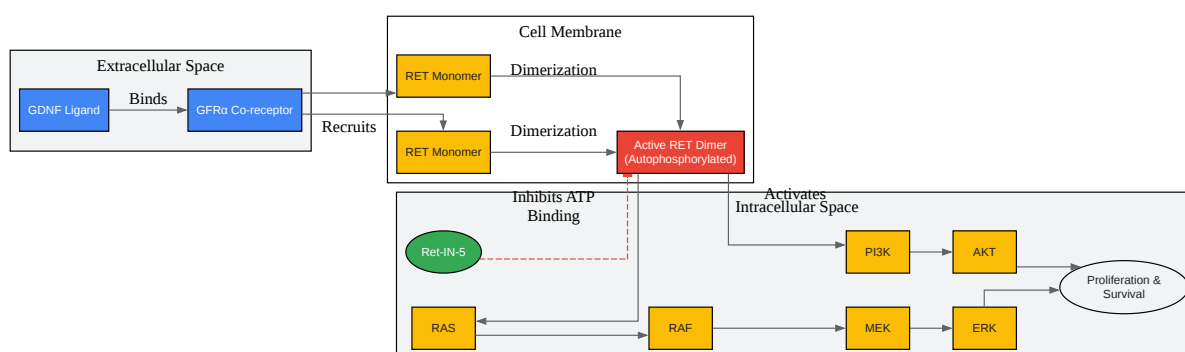 Cell Membrane
Extracellular Space
GDNF Ligand
Binds
GFRα Co-receptor
Recruits
RET Monomer
Dimerization
RET Monomer
Dimerization
Active RET Dimer
(Autophosphorylated)
Inhibits ATP
Binding
Activates
Intracellular Space
Ret-IN-5
PI3K
AKT
Proliferation &
Survival
RAS
RAF
MEK
ERK